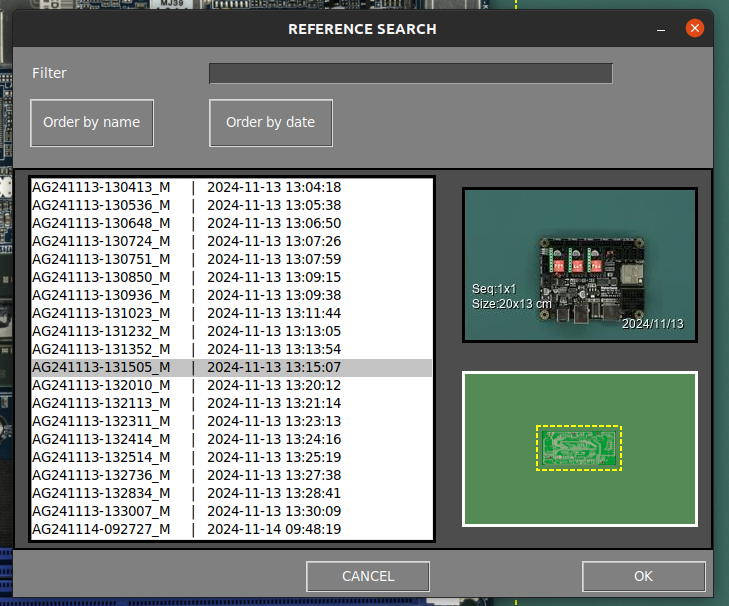 MJ39
REFERENCE SEARCH
Filter
Order by name
Order by date
AG241113-130413_M | 2024-11-13 13:04:18
AG241113-130536_M | 2024-11-13 13:05:38
AG241113-130648_M | 2024-11-13 13:06:50
AG241113-130724_M | 2024-11-13 13:07:26
AG241113-130751_M | 2024-11-13 13:07:59
AG241113-130850_M | 2024-11-13 13:09:15
AG241113-130936_M | 2024-11-13 13:09:38
AG241113-131023_M | 2024-11-13 13:11:44
AG241113-131232_M | 2024-11-13 13:13:05
AG241113-131352_M | 2024-11-13 13:13:54
AG241113-131505_M | 2024-11-13 13:15:07
AG241113-132010_M | 2024-11-13 13:20:12
AG241113-132113_M | 2024-11-13 13:21:14
AG241113-132311_M | 2024-11-13 13:23:13
AG241113-132414_M | 2024-11-13 13:24:16
AG241113-132514_M | 2024-11-13 13:25:19
AG241113-132736_M | 2024-11-13 13:27:38
AG241113-132834_M | 2024-11-13 13:28:41
AG241113-133007_M | 2024-11-13 13:30:09
AG241114-092727_M | 2024-11-14 09:48:19
Seq:1x1
Size:20x13 cm
2024/11/13
CANCEL
OK